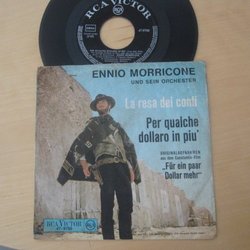 RCA VICTOR
ENNIO MORRICONE
UND SEIN ORCHESTER
La resa dei conti
Per qualche
dollaro in piu'
ORIGINALAUFNAHMEN
aus dem Constantin-Film
„Für ein paar
Dollar mehr"
RCA VICTOR